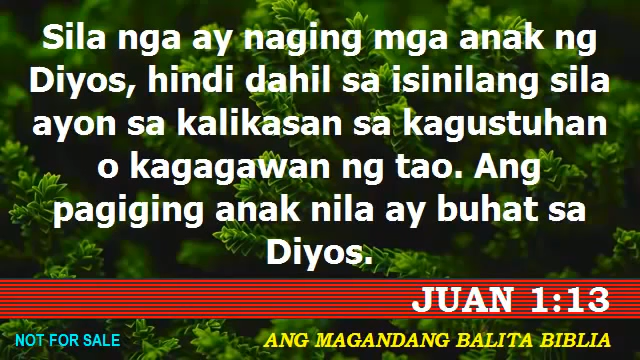 Sila nga ay naging mga anak ng
Diyos, hindi dahil sa isinilang sila
ayon sa kalikasan sa kagustuhan
o kagagawan ng tao. Ang
pagiging anak nila ay buhat sa
Diyos.
JUAN 1:13
NOT FOR SALE
ANG MAGANDANG BALITA BIBLIA